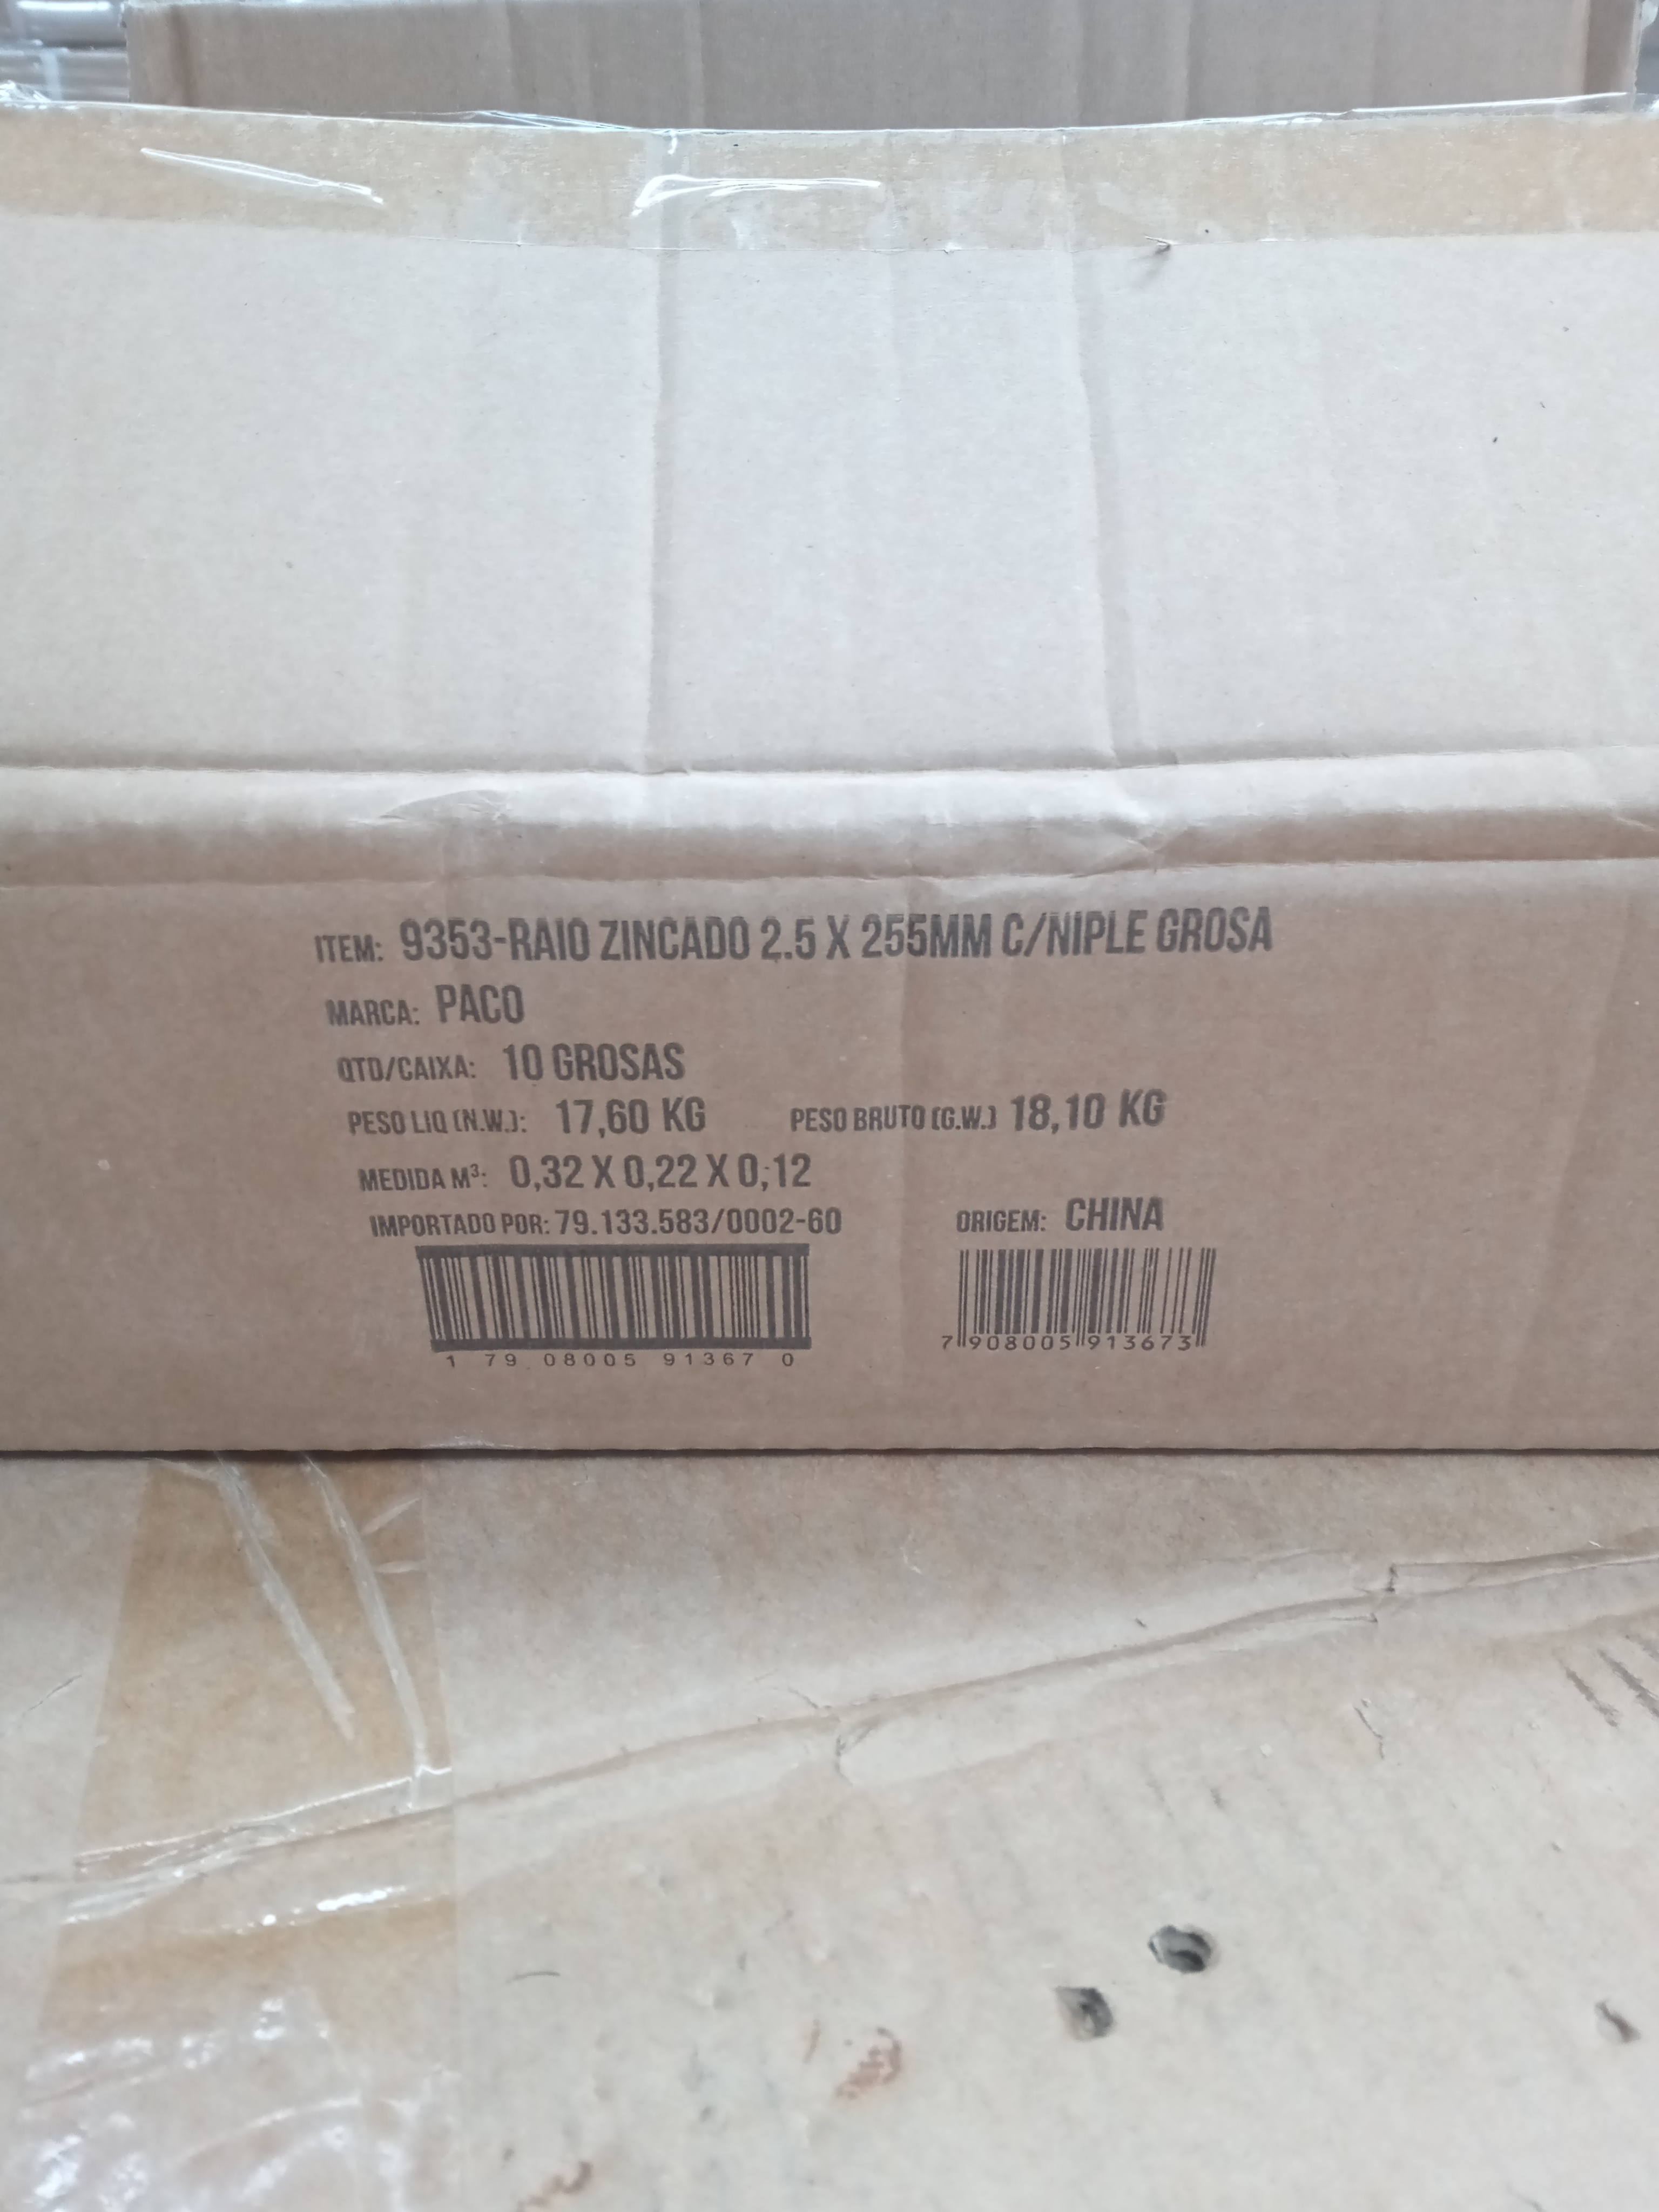 ITEM: 9353-RAIO ZINCADO 2.5 X 255MM C/NIPLE GROSA
MARCA: PACO
QTD/CAIXA: 10 GROSAS
PESO LIQ (N.W.): 17,60 KG PESO BRUTO (G.W.) 18,10 KG
MEDIDA M³: 0,32 X 0,22 X 0,12
IMPORTADO POR: 79.133.583/0002-60 ORIGEM: CHINA
1 79 08005 91367 0 7 908005 913673